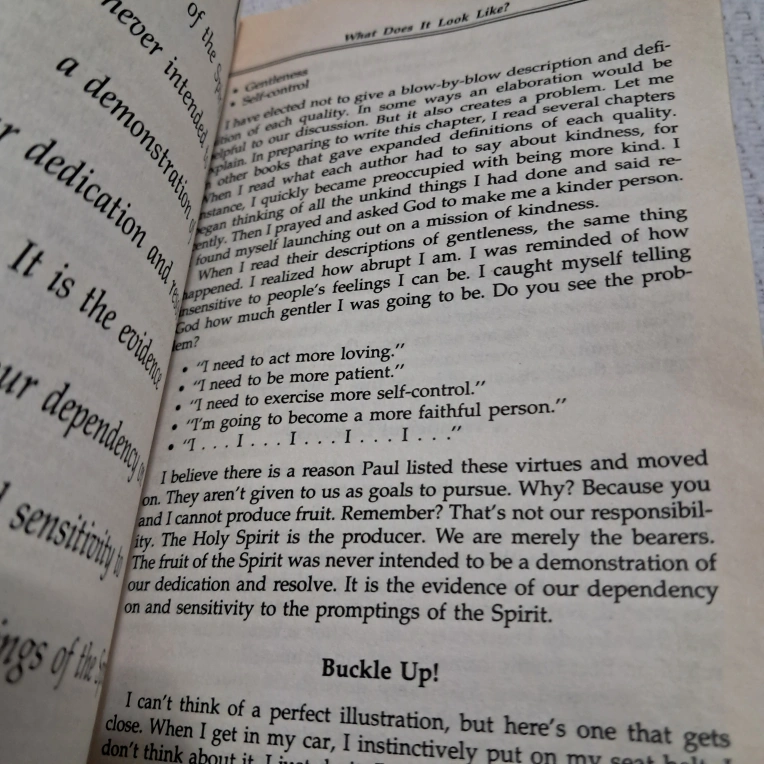 of the
never intended
a demonstration
dedication and
It is the evidence
our dependency
sensitivity
of the
What Does It Look Like?
• Gentleness
• Self-control
I have elected not to give a blow-by-blow description and defi-
of each quality. In some ways an elaboration would be
to our discussion. But it also creates a problem. Let me
In preparing to write this chapter, I read several chapters
other books that gave expanded definitions of each quality.
When I read what each author had to say about kindness, for
I quickly became preoccupied with being more kind. I
thinking of all the unkind things I had done and said re-
Then I prayed and asked God to make me a kinder person.
found myself launching out on a mission of kindness.
When I read their descriptions of gentleness, the same thing
happened. I realized how abrupt I am. I was reminded of how
insensitive to people's feelings I can be. I caught myself telling
God how much gentler I was going to be. Do you see the prob-
lem?
• "I need to act more loving."
• "I need to be more patient."
• "I need to exercise more self-control."
• "I'm going to become a more faithful person."
• "I . . . I . . . I . . . I . . . I . . ."
I believe there is a reason Paul listed these virtues and moved
on. They aren't given to us as goals to pursue. Why? Because you
and I cannot produce fruit. Remember? That's not our responsibil-
ity. The Holy Spirit is the producer. We are merely the bearers.
The fruit of the Spirit was never intended to be a demonstration of
our dedication and resolve. It is the evidence of our dependency
on and sensitivity to the promptings of the Spirit.
Buckle Up!
I can't think of a perfect illustration, but here's one that gets
close. When I get in my car, I instinctively put on my seat
don't think about it. I just